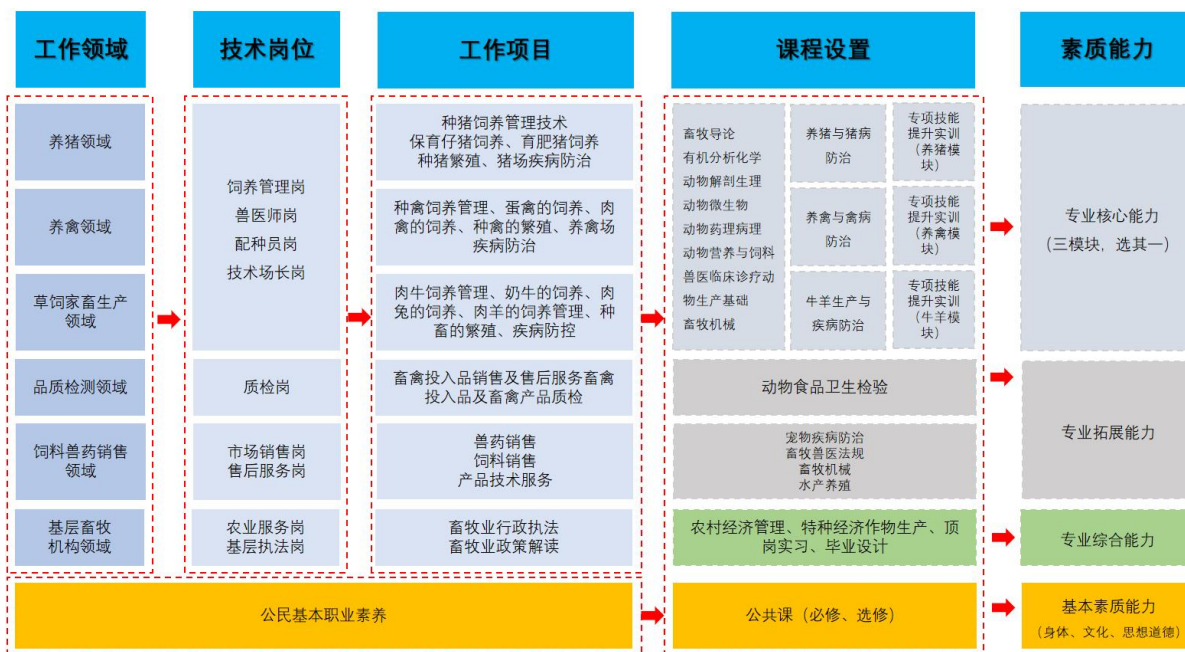 工作领域
技术岗位
工作项目
课程设置
素质能力
养猪领域
养禽领域
草饲家畜生产
领域
品质检测领域
饲料兽药销售
领域
基层畜牧
机构领域
饲养管理岗
兽医师岗
配种员岗
技术场长岗
质检岗
市场销售岗
售后服务岗
农业服务岗
基层执法岗
种猪饲养管理技术
保育仔猪饲养、育肥猪饲养
种猪繁殖、猪场疾病防治
种禽饲养管理、蛋禽的饲养、肉
禽的饲养、种禽的繁殖、养禽场
疾病防治
肉牛饲养管理、奶牛的饲养、肉
兔的饲养、肉羊的饲养管理、种
畜的繁殖、疾病防控
畜禽投入品销售及售后服务畜禽
投入品及畜禽产品质检
兽药销售
饲料销售
产品技术服务
畜牧业行政执法
畜牧业政策解读
畜牧导论
有机分析化学
动物解剖生理
动物微生物
动物药理病理
动物营养与饲料
兽医临床诊疗动
物生产基础
畜牧机械
养猪与猪病
防治
养禽与禽病
防治
牛羊生产与
疾病防治
专项技能
提升实训
（养猪模
块）
专项技能
提升实训
（养禽模
块）
专项技能
提升实训
（牛羊模
块）
动物食品卫生检验
宠物疾病防治
畜牧兽医法规
畜牧机械
水产养殖
农村经济管理、特种经济作物生产、顶
岗实习、毕业设计
专业核心能力
（三模块，选其一）
专业拓展能力
专业综合能力
公民基本职业素养
公共课（必修、选修）
基本素质能力
（身体、文化、思想道德）